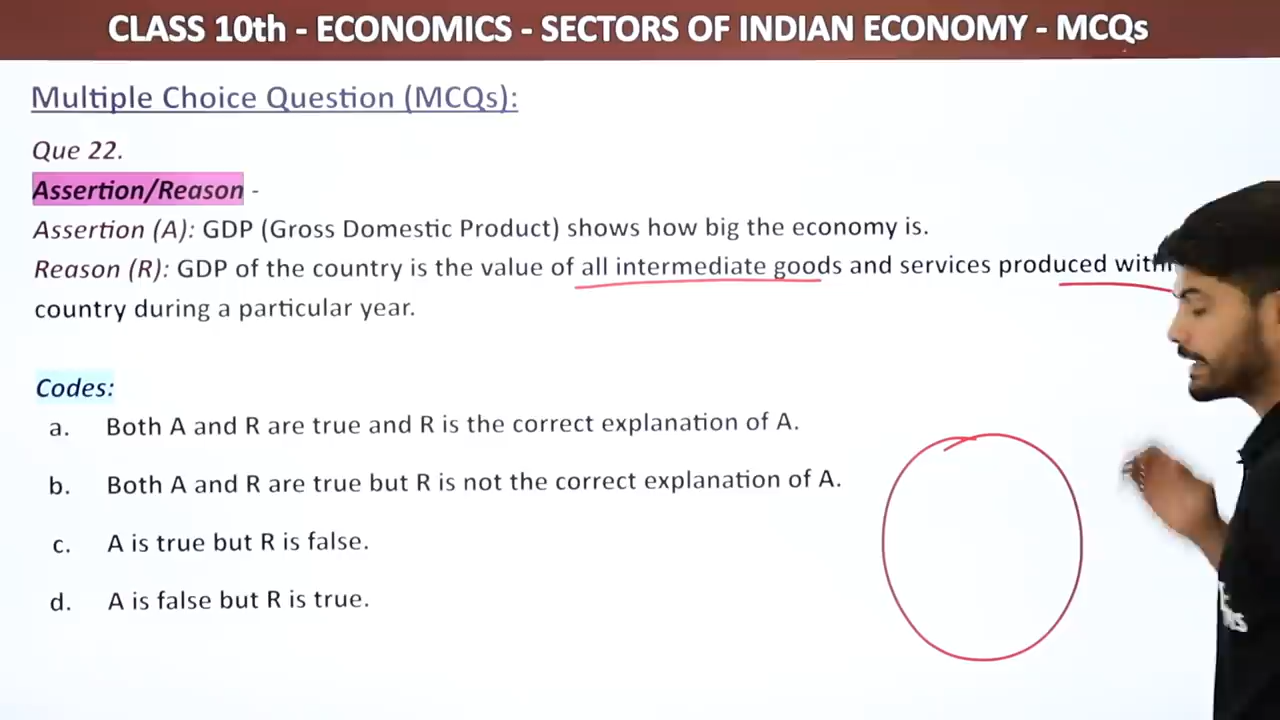 CLASS 10th - ECONOMICS - SECTORS OF INDIAN ECONOMY - MCQs
Multiple Choice Question (MCQs):
Que 22.
Assertion/Reason -
Assertion (A): GDP (Gross Domestic Product) shows how big the economy is.
Reason (R): GDP of the country is the value of all intermediate goods and services produced
country during a particular year.
Codes:
a. Both A and R are true and R is the correct explanation of A.
b. Both A and R are true but R is not the correct explanation of A.
c. A is true but R is false.
d. A is false but R is true.